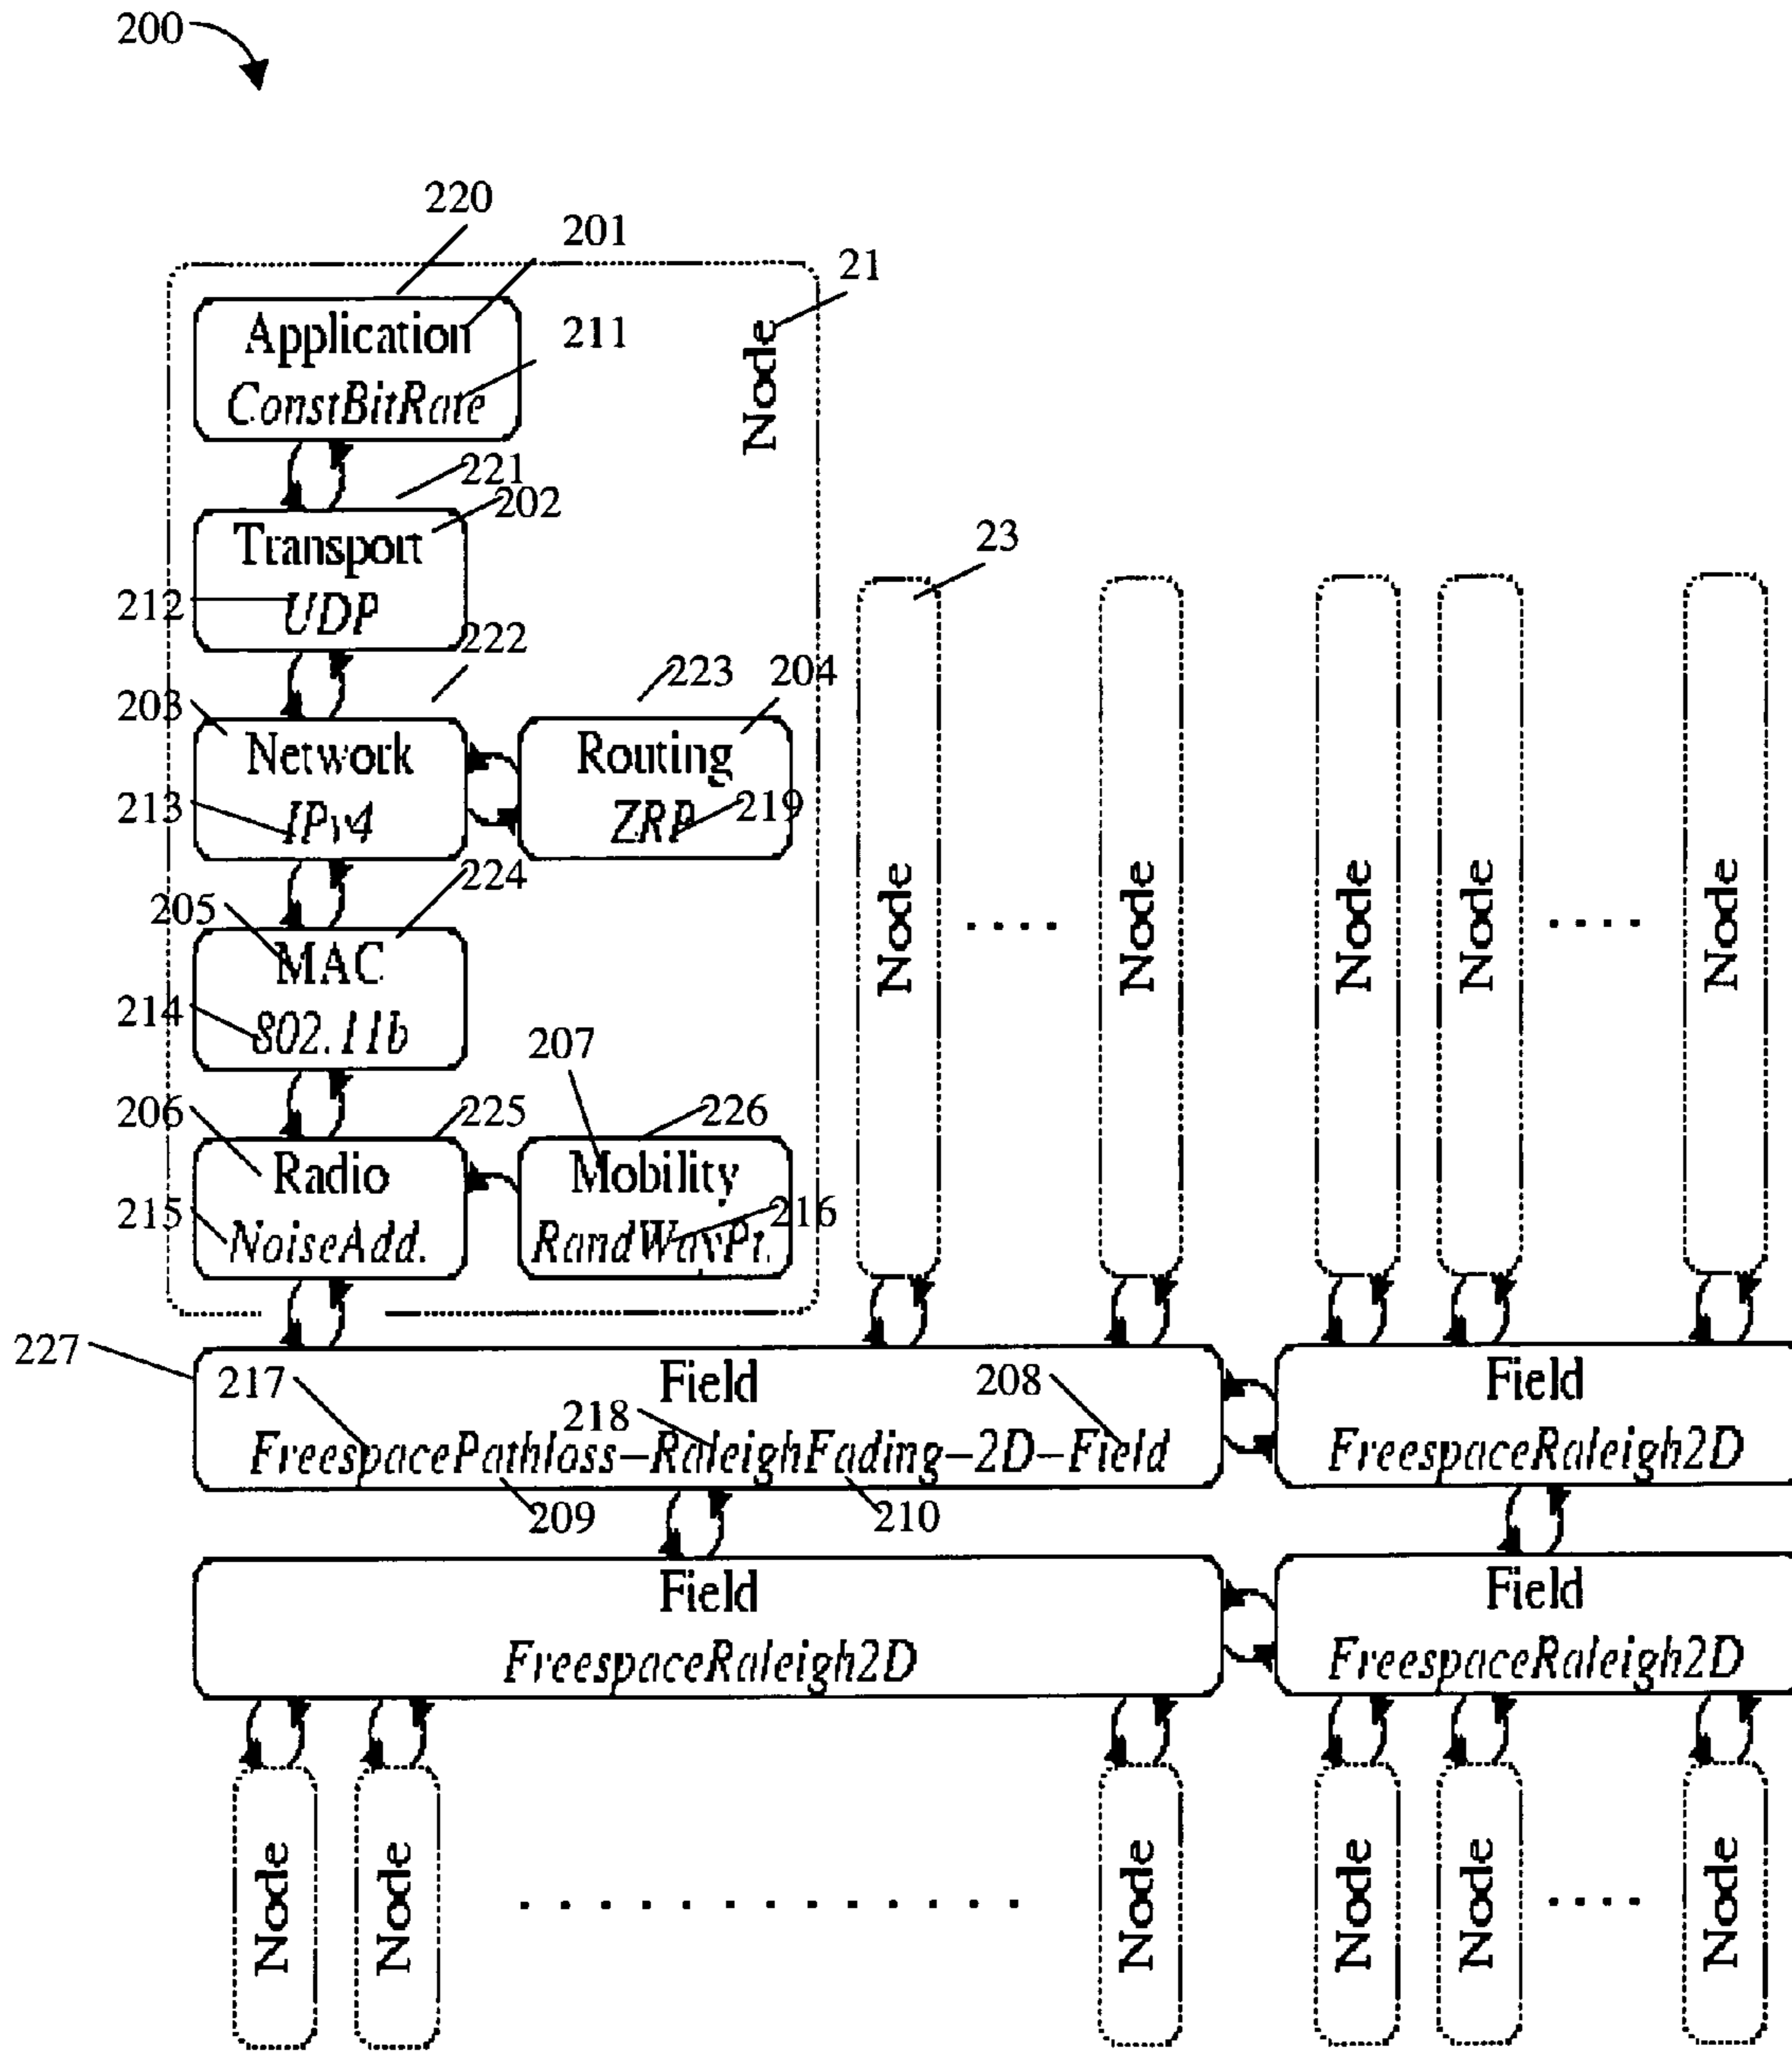 200
220
201
21
Application
211
ConstBitRate
Node
221
202
Transport
212
UDP
23
222
223
204
203
Network
Routing
213
IPv4
ZRP
219
224
205
MAC
214
802.11b
207
206
225
226
Radio
Mobility
215
NoiseAdd.
RandWayPt.
216
Node
....
Node
Node
Node
....
Node
227
Field
217
218
208
FreespacePathloss-RaleighFading-2D-Field
209
210
Field
FreespaceRaleigh2D
Field
FreespaceRaleigh2D
Field
FreespaceRaleigh2D
Node
Node
.............
Node
Node
Node
....
Node